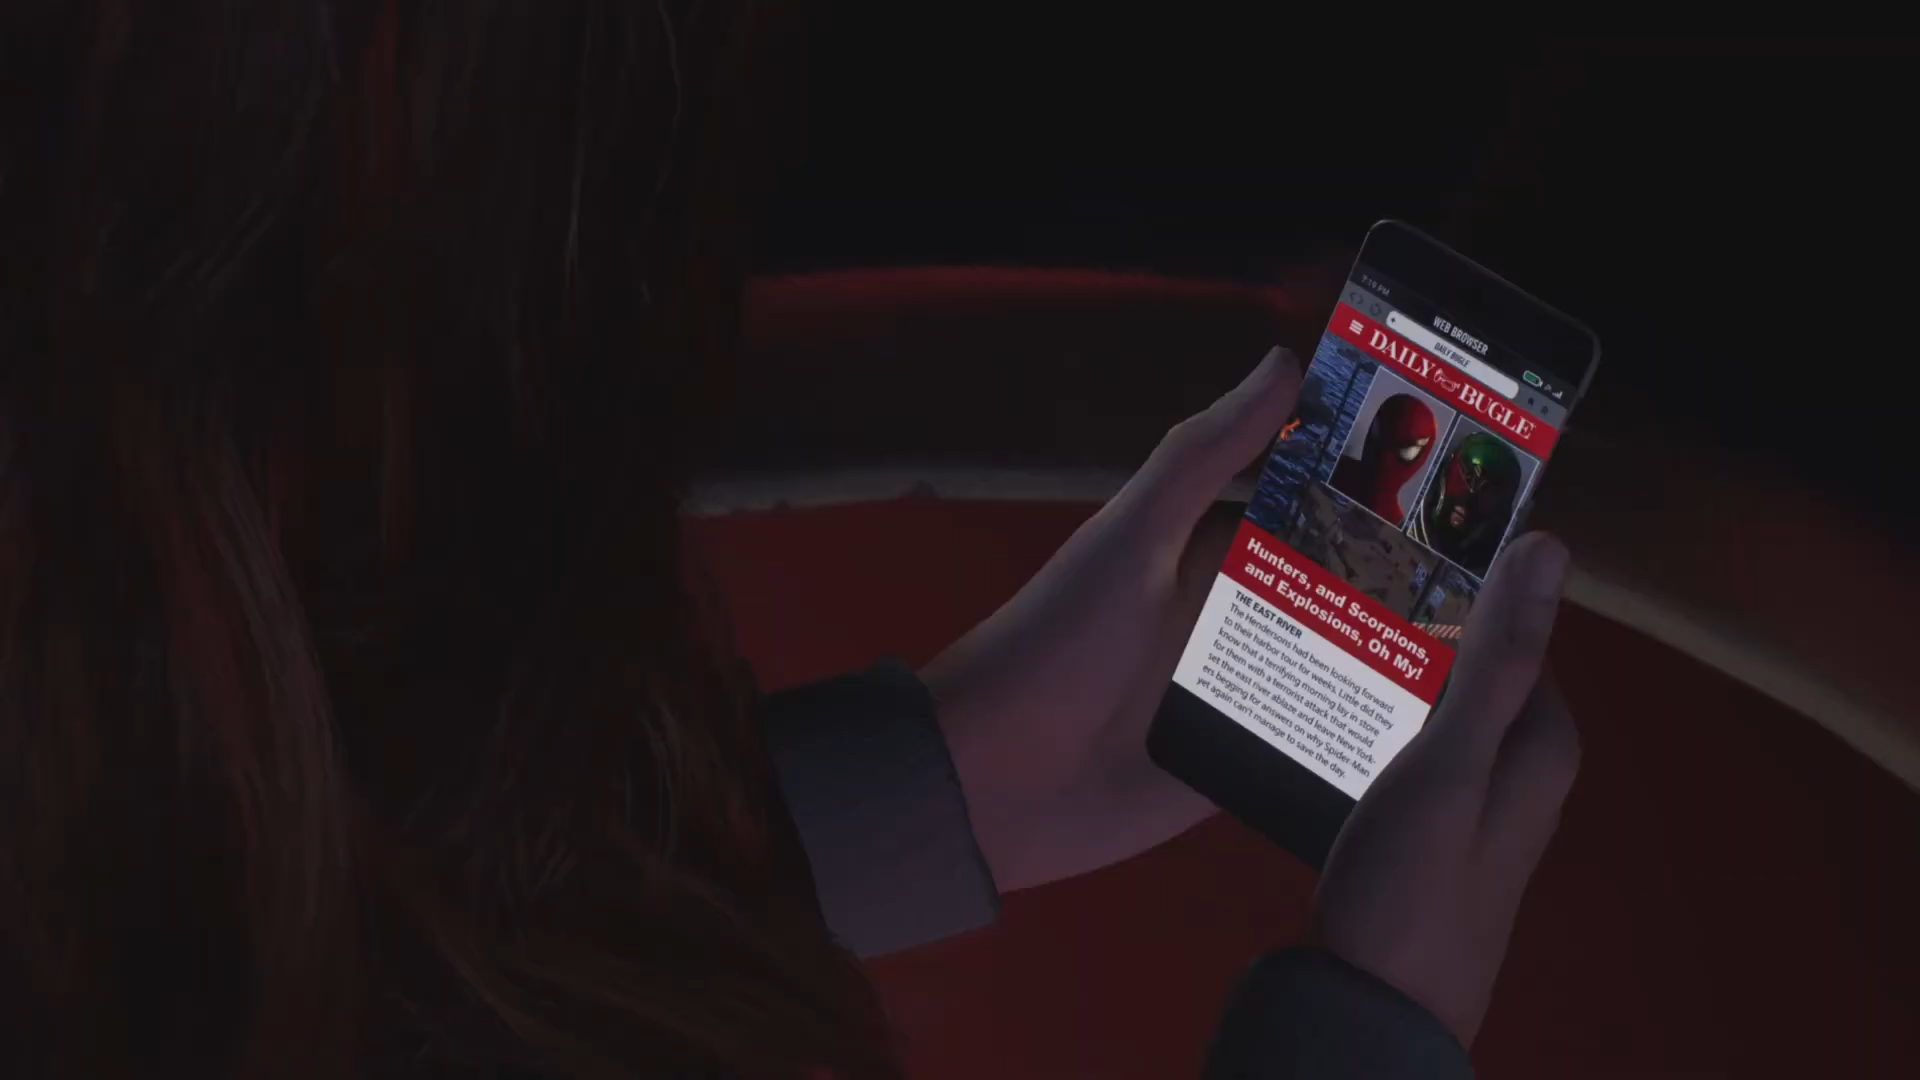 7:19 PM
WEB BROWSER
DAILY BUGLE
DAILY BUGLE
Hunters, and Scorpions,
and Explosions, Oh My!
THE EAST RIVER
The Hendersons had been looking forward
to their harbor tour for weeks, Little did they
know that a terrifying morning lay in store
for them with a terrorist attack that would
set the east river ablaze and leave New York-
ers begging for answers on why Spider-Man
yet again can't manage to save the day.